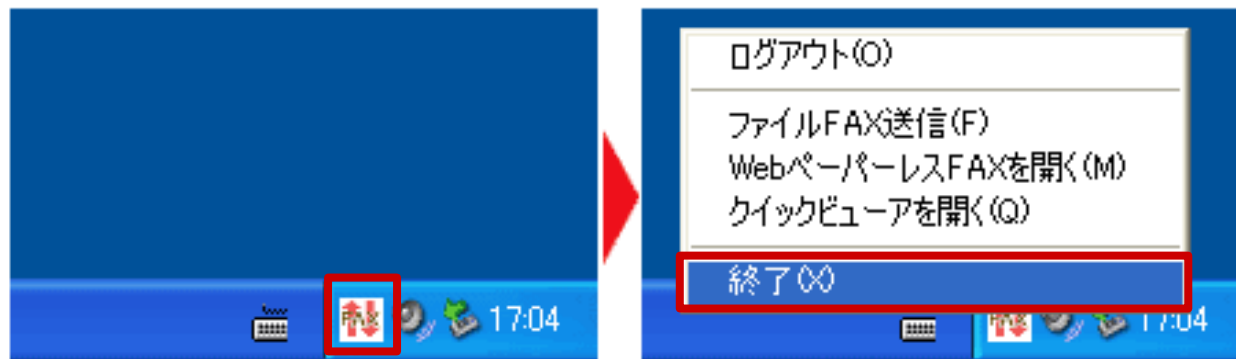 FAX
17:04
ログアウト(O)
ファイルFAX送信(F)
WebペーパーレスFAXを開く(M)
クイックビューアを開く(Q)
終了(X)
FAX
17:04